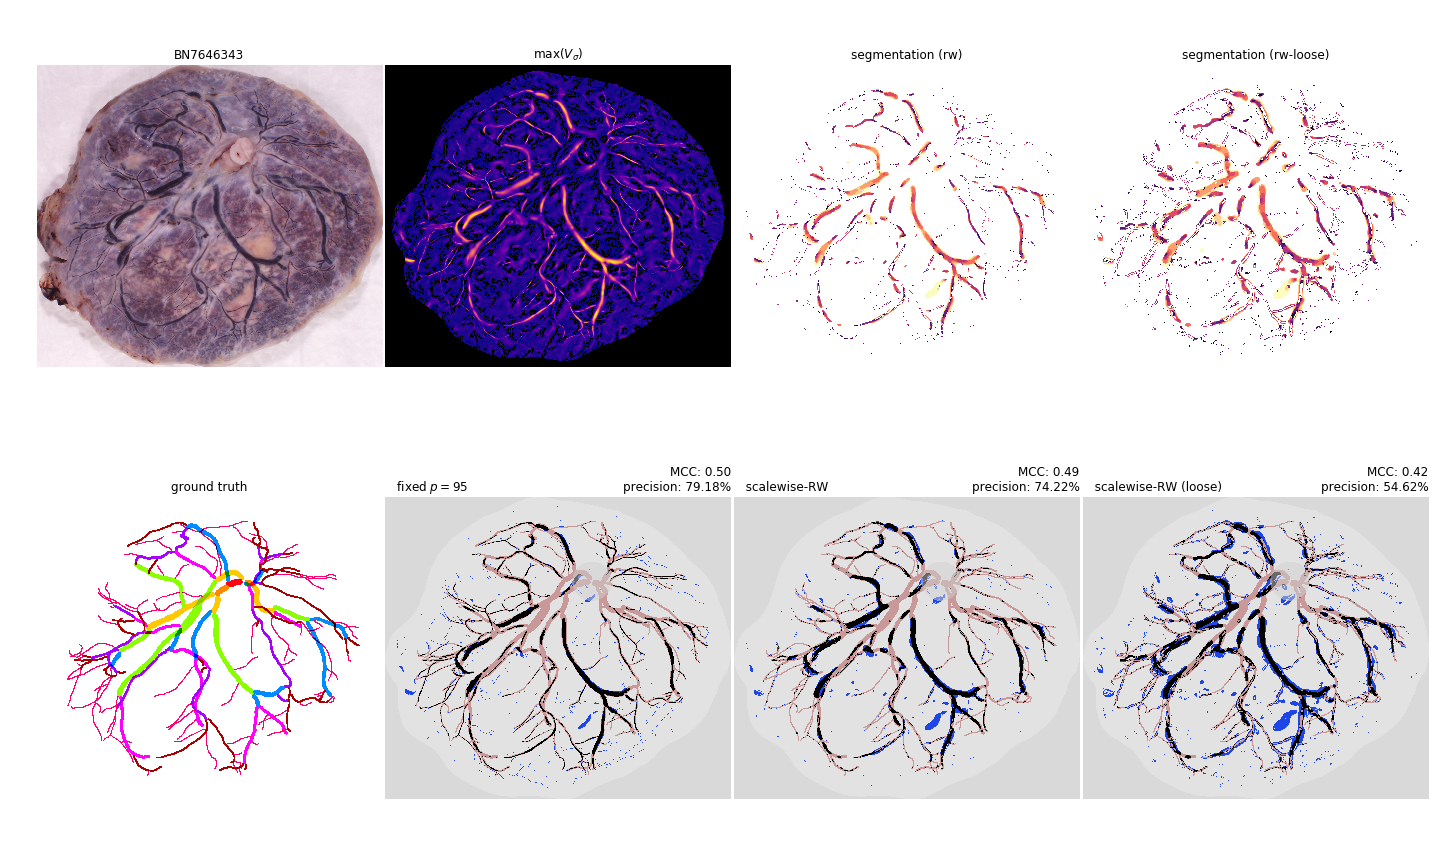 BN7646343
max(Vσ)
segmentation (rw)
segmentation (rw-loose)
ground truth
fixed p = 95
MCC: 0.50
precision: 79.18%
scalewise-RW
MCC: 0.49
precision: 74.22%
scalewise-RW (loose)
MCC: 0.42
precision: 54.62%